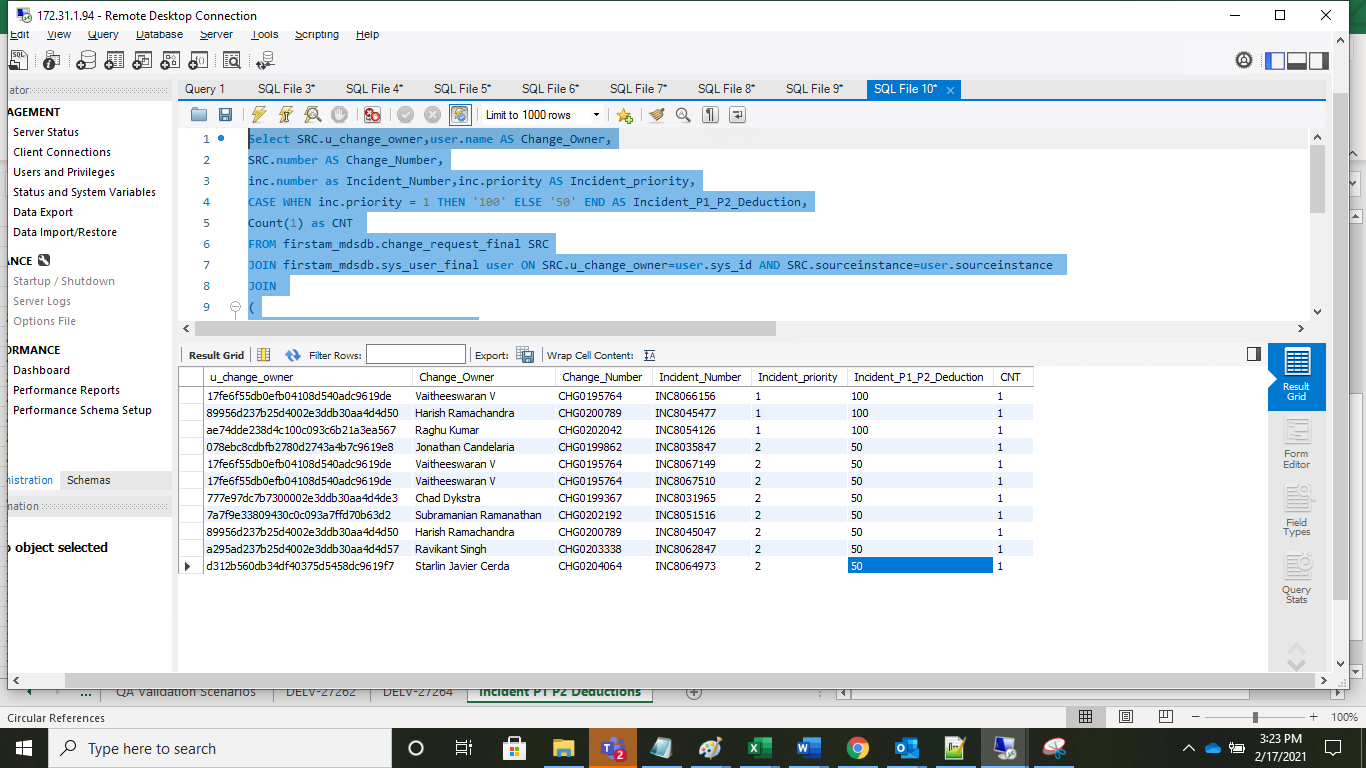 172.31.1.94 - Remote Desktop Connection
Edit View Query Database Server Tools Scripting Help
ator
Query 1 SQL File 3* SQL File 4* SQL File 5* SQL File 6* SQL File 7* SQL File 8* SQL File 9* SQL File 10*
AGEMENT
Server Status
Client Connections
Users and Privileges
Status and System Variables
Data Export
Data Import/Restore
ANCE
Startup / Shutdown
Server Logs
Options File
ORMANCE
Dashboard
Performance Reports
Performance Schema Setup
nistration Schemas
mation
o object selected
Limit to 1000 rows
1 Select SRC.u_change_owner,user.name AS Change_Owner,
2 SRC.number AS Change_Number,
3 inc.number as Incident_Number,inc.priority AS Incident_priority,
4 CASE WHEN inc.priority = 1 THEN '100' ELSE '50' END AS Incident_P1_P2_Deduction,
5 Count(1) as CNT
6 FROM firstam_mdsdb.change_request_final SRC
7 JOIN firstam_mdsdb.sys_user_final user ON SRC.u_change_owner=user.sys_id AND SRC.sourceinstance=user.sourceinstance
8 JOIN
9 (
Result Grid Filter Rows: Export: Wrap Cell Content:
u_change_owner Change_Owner Change_Number Incident_Number Incident_priority Incident_P1_P2_Deduction CNT
17fe6f55db0efb04108d540adc9619de Vaitheeswaran V CHG0195764 INC8066156 1 100 1
89956d237b25d4002e3ddb30aa4d4d50 Harish Ramachandra CHG0200789 INC8045477 1 100 1
ae74dde238d4c100c093c6b21a3ea567 Raghu Kumar CHG0202042 INC8054126 1 100 1
078ebc8cdbfb2780d2743a4b7c9619e8 Jonathan Candelaria CHG0199862 INC8035847 2 50 1
17fe6f55db0efb04108d540adc9619de Vaitheeswaran V CHG0195764 INC8067149 2 50 1
17fe6f55db0efb04108d540adc9619de Vaitheeswaran V CHG0195764 INC8067510 2 50 1
777e97dc7b7300002e3ddb30aa4d4de3 Chad Dykstra CHG0199367 INC8031965 2 50 1
7a7f9e33809430c0c093a7ffd70b63d2 Subramanian Ramanathan CHG0202192 INC8051516 2 50 1
89956d237b25d4002e3ddb30aa4d4d50 Harish Ramachandra CHG0200789 INC8045047 2 50 1
a295ad237b25d4002e3ddb30aa4d4d57 Ravikant Singh CHG0203338 INC8062847 2 50 1
d312b560db34df40375d5458dc9619f7 Starlin Javier Cerda CHG0204064 INC8064973 2 50 1
Result Grid
Form Editor
Field Types
Query Stats
... QA Validation Scenarios DELV-27262 DELV-27264 Incident P1 P2 Deductions
Circular References 100%
Type here to search
2
3:23 PM
2/17/2021